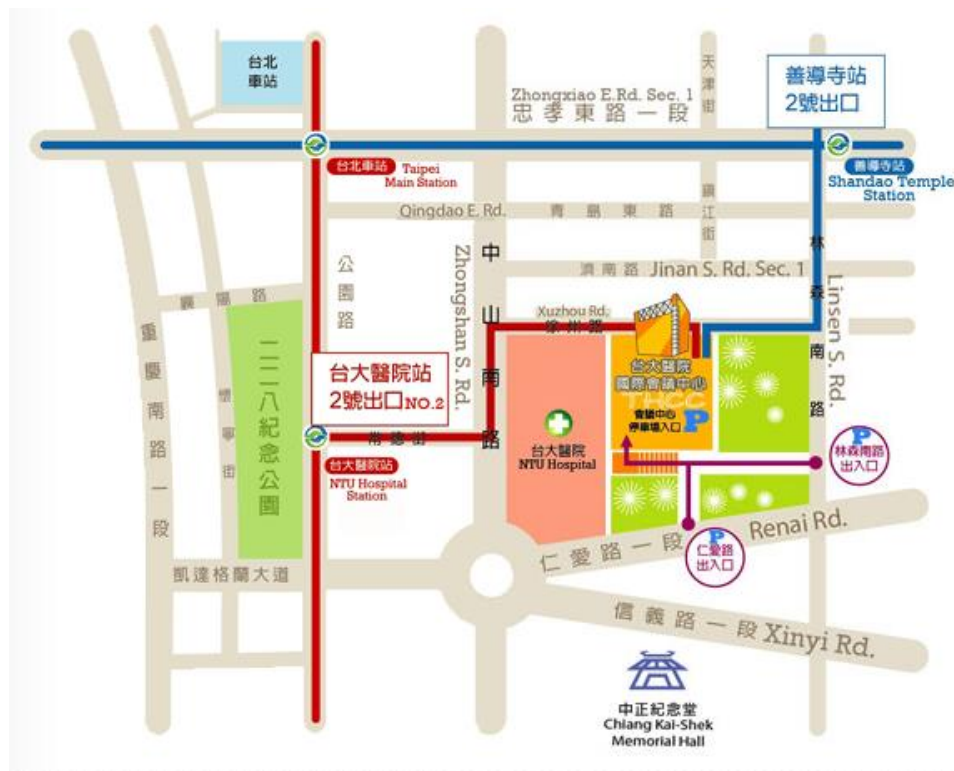 台北
車站
天津街
善導寺站
2號出口
Zhongxiao E.Rd. Sec. 1
忠孝東路一段
台北車站 Taipei
Main Station
善導寺站
Shandao Temple
Station
Qingdao E. Rd.
青島東路
鎮江街
林森南路
Linsen S. Rd.
公園路
中山南路
Zhongshan S. Rd.
濟南路 Jinan S. Rd. Sec. 1
襄陽路
Xuzhou Rd.
徐州路
重慶南路一段
懷寧街
二二八紀念公園
台大醫院站
2號出口NO.2
常德街
台大醫院站
NTU Hospital
Station
台大醫院
國際會議中心
THCC
會議中心
停車場入口 P
台大醫院
NTU Hospital
P
林森南路
出入口
仁愛路一段 Renai Rd.
P
仁愛路
出入口
凱達格蘭大道
信義路一段 Xinyi Rd.
中正紀念堂
Chiang Kai-Shek
Memorial Hall